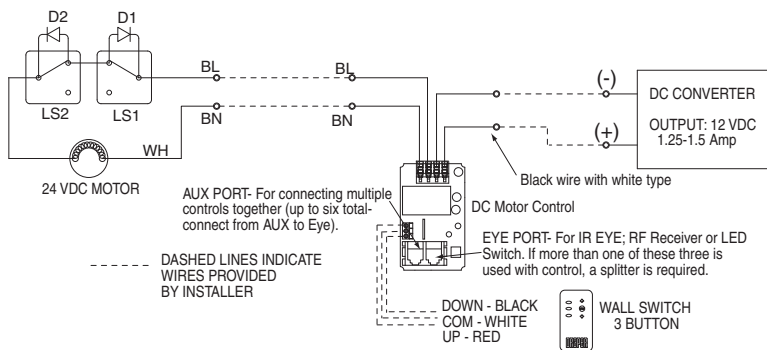 D2
D1
LS2
LS1
BL
BL
BN
BN
WH
24 VDC MOTOR
(-)
(+)
DC CONVERTER
OUTPUT: 12 VDC
1.25-1.5 Amp
Black wire with white type
AUX PORT- For connecting multiple
controls together (up to six total-
connect from AUX to Eye).
DC Motor Control
EYE PORT- For IR EYE; RF Receiver or LED
Switch. If more than one of these three is
used with control, a splitter is required.
DASHED LINES INDICATE
WIRES PROVIDED
BY INSTALLER
DOWN - BLACK
COM - WHITE
UP - RED
WALL SWITCH
3 BUTTON